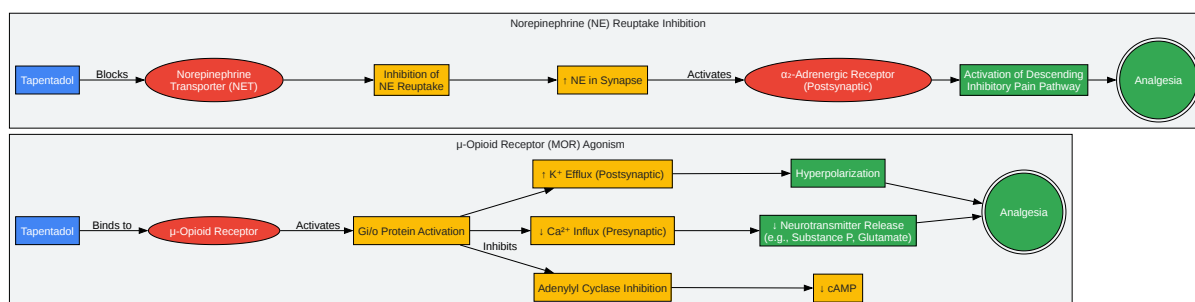 Norepinephrine (NE) Reuptake Inhibition
Tapentadol
Blocks
Norepinephrine
Transporter (NET)
Inhibition of
NE Reuptake
↑ NE in Synapse
Activates
α₂-Adrenergic Receptor
(Postsynaptic)
Activation of Descending
Inhibitory Pain Pathway
Analgesia
μ-Opioid Receptor (MOR) Agonism
Tapentadol
Binds to
μ-Opioid Receptor
Activates
Gi/o Protein Activation
Inhibits
↑ K⁺ Efflux (Postsynaptic)
Hyperpolarization
↓ Ca²⁺ Influx (Presynaptic)
↓ Neurotransmitter Release
(e.g., Substance P, Glutamate)
Adenylyl Cyclase Inhibition
↓ cAMP
Analgesia